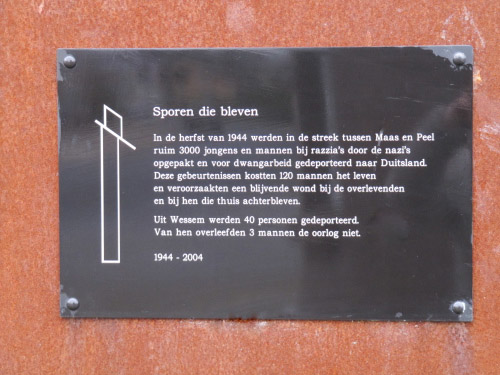 Sporen die bleven
In de herfst van 1944 werden in de streek tussen Maas en Peel
ruim 3000 jongens en mannen bij razzia's door de nazi's
opgepakt en voor dwangarbeid gedeporteerd naar Duitsland.
Deze gebeurtenissen kostten 120 mannen het leven
en veroorzaakten een blijvende wond bij de overlevenden
en bij hen die thuis achterbleven.
Uit Wessem werden 40 personen gedeporteerd.
Van hen overleefden 3 mannen de oorlog niet.
1944 - 2004